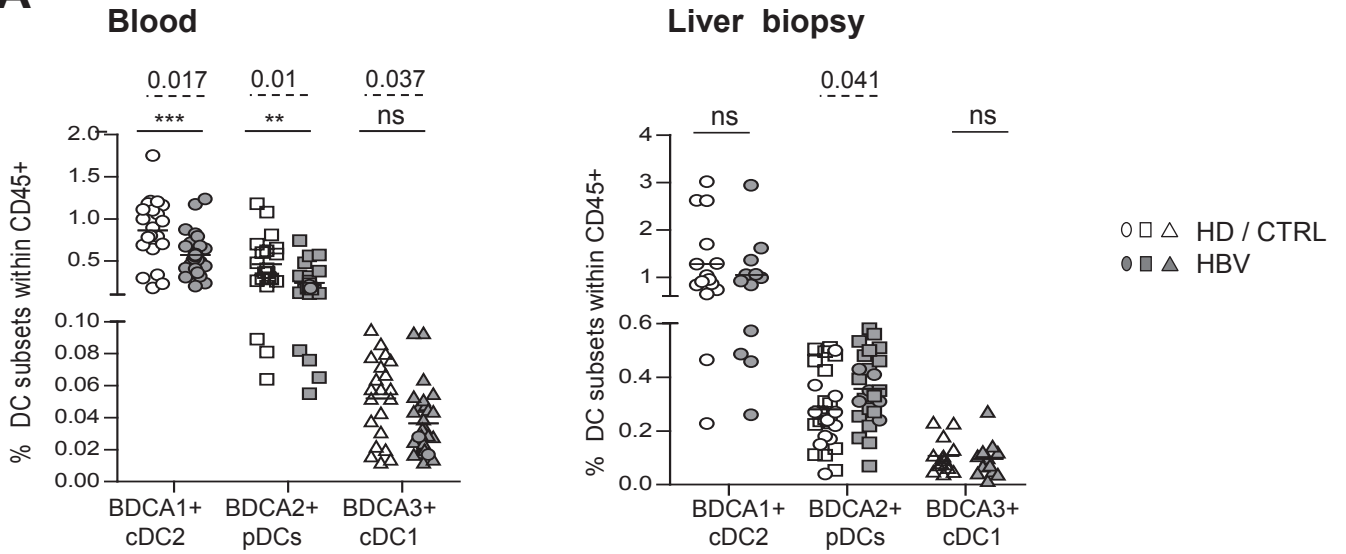 A
Blood
Liver biopsy
0.017
0.01
0.037
0.041
***
**
ns
ns
ns
% DC subsets within CD45+
2.0
1.5
1.0
0.5
0.10
0.08
0.06
0.04
0.02
0.00
BDCA1+
cDC2
BDCA2+
pDCs
BDCA3+
cDC1
% DC subsets within CD45+
4
3
2
1
0.6
0.4
0.2
0.0
BDCA1+
cDC2
BDCA2+
pDCs
BDCA3+
cDC1
HD / CTRL
HBV